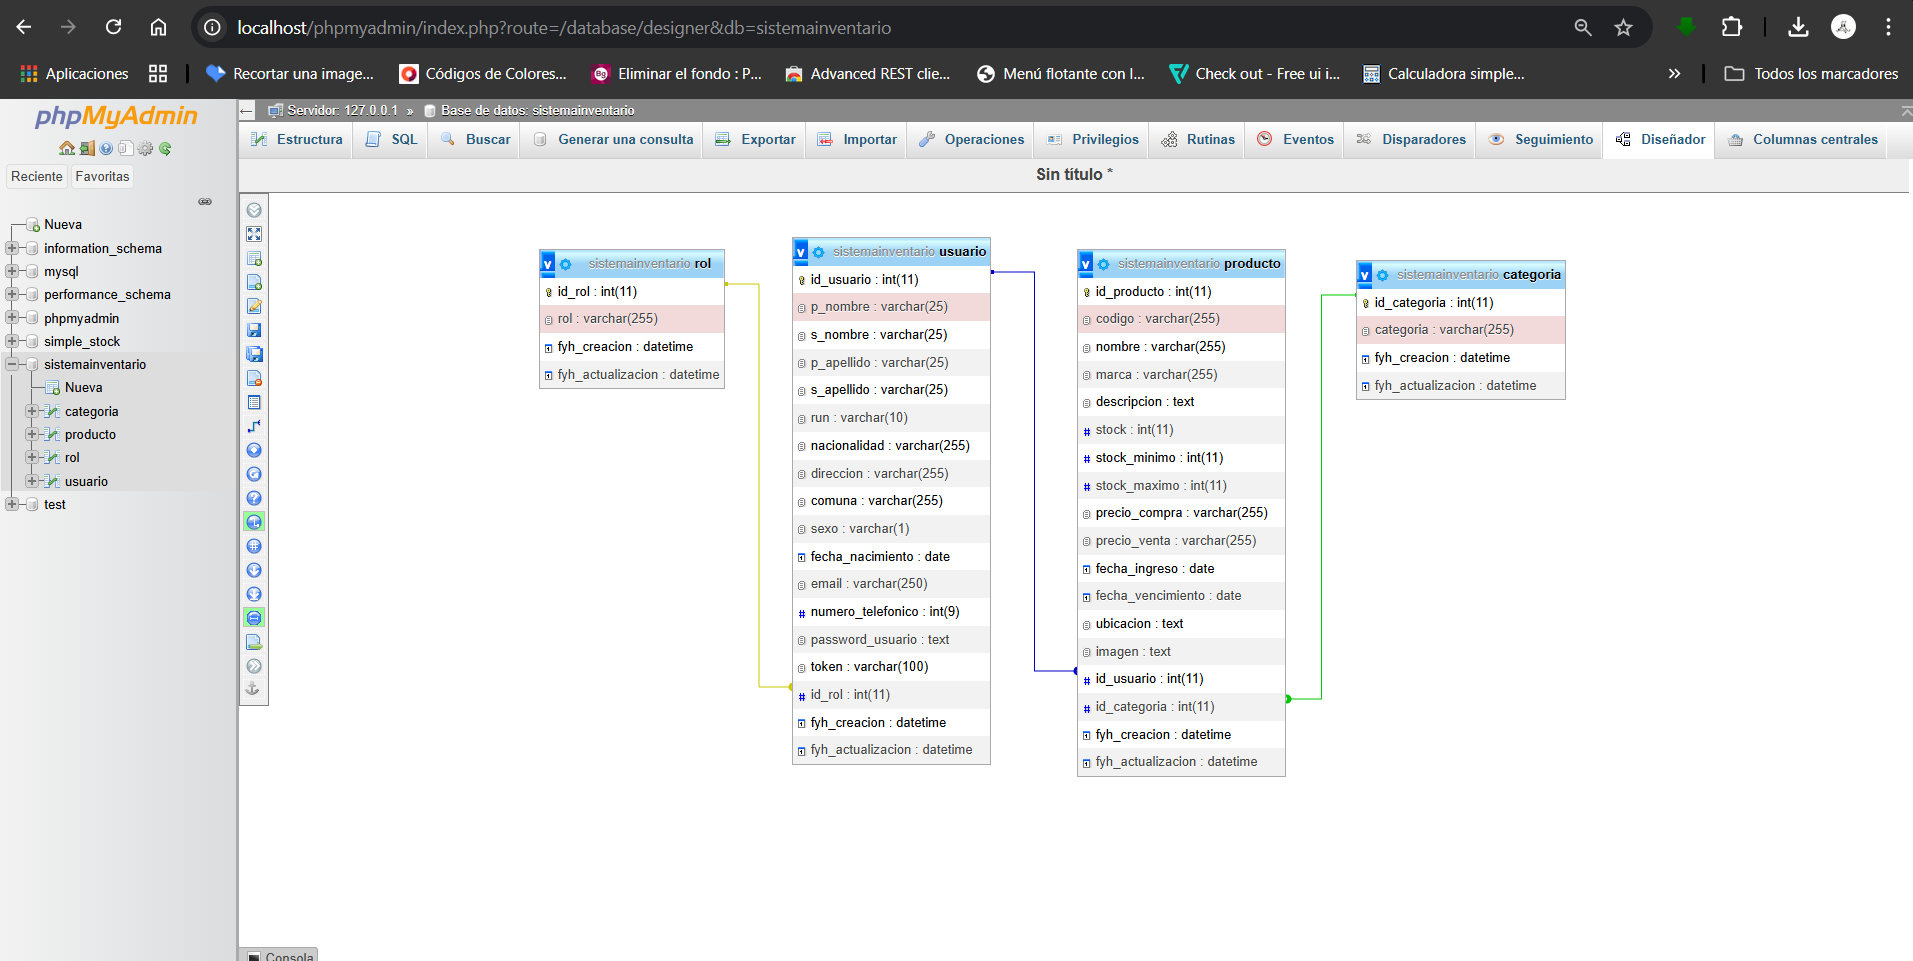 localhost/phpmyadmin/index.php?route=/database/designer&db=sistemainventario
Aplicaciones
Recortar una image...
Códigos de Colores...
Bg
Eliminar el fondo : P...
Advanced REST clie...
Menú flotante con l...
Check out - Free ui i...
Calculadora simple...
»
Todos los marcadores
phpMyAdmin
Reciente
Favoritas
Nueva
information_schema
mysql
performance_schema
phpmyadmin
simple_stock
sistemainventario
Nueva
categoria
producto
rol
usuario
test
Servidor: 127.0.0.1 » Base de datos: sistemainventario
Estructura
SQL
Buscar
Generar una consulta
Exportar
Importar
Operaciones
Privilegios
Rutinas
Eventos
Disparadores
Seguimiento
Diseñador
Columnas centrales
Sin título *
v sistemainventario rol
id_rol : int(11)
rol : varchar(255)
fyh_creacion : datetime
fyh_actualizacion : datetime
v sistemainventario usuario
id_usuario : int(11)
p_nombre : varchar(25)
s_nombre : varchar(25)
p_apellido : varchar(25)
s_apellido : varchar(25)
run : varchar(10)
nacionalidad : varchar(255)
direccion : varchar(255)
comuna : varchar(255)
sexo : varchar(1)
fecha_nacimiento : date
email : varchar(250)
# numero_telefonico : int(9)
password_usuario : text
token : varchar(100)
# id_rol : int(11)
fyh_creacion : datetime
fyh_actualizacion : datetime
v sistemainventario producto
id_producto : int(11)
codigo : varchar(255)
nombre : varchar(255)
marca : varchar(255)
descripcion : text
# stock : int(11)
# stock_minimo : int(11)
# stock_maximo : int(11)
precio_compra : varchar(255)
precio_venta : varchar(255)
fecha_ingreso : date
fecha_vencimiento : date
ubicacion : text
imagen : text
# id_usuario : int(11)
# id_categoria : int(11)
fyh_creacion : datetime
fyh_actualizacion : datetime
v sistemainventario categoria
id_categoria : int(11)
categoria : varchar(255)
fyh_creacion : datetime
fyh_actualizacion : datetime
Consola